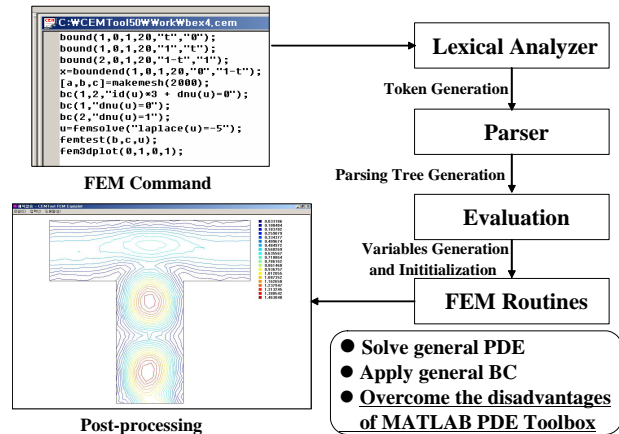 C:₩CEMTool50₩Work₩bex4.cem
bound(1,0,1,20,"t","0");
bound(1,0,1,20,"1","t");
bound(2,0,1,20,"1-t","1");
x=boundend(1,0,1,20,"0","1-t");
[a,b,c]=makemesh(2000);
bc(1,2,"id(u)*3 + dnu(u)=0");
bc(1,"dnu(u)=0");
bc(2,"dnu(u)=1");
u=femsolve("laplace(u)=-5");
femtest(b,c,u);
fem3dplot(0,1,0,1);
FEM Command
Lexical Analyzer
Token Generation
Parser
Parsing Tree Generation
Evaluation
Variables Generation
and Inititialization
FEM Routines
CEMTool FEM Explorer
Post-processing
● Solve general PDE
● Apply general BC
● Overcome the disadvantages
of MATLAB PDE Toolbox